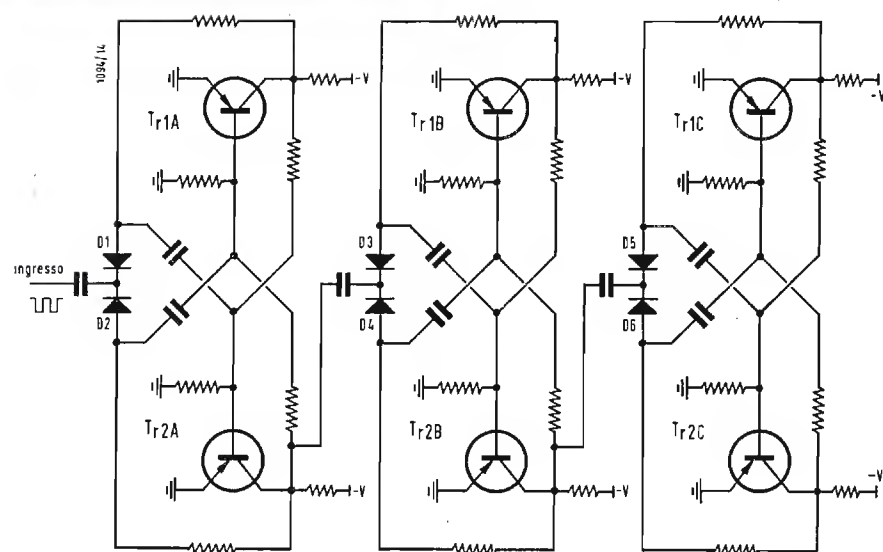 1094/14
-V
-V
-V
Tr1A
Tr1B
Tr1C
D1
D3
D5
ingresso
D2
D4
D6
Tr2A
Tr2B
Tr2C
-V
-V
-V